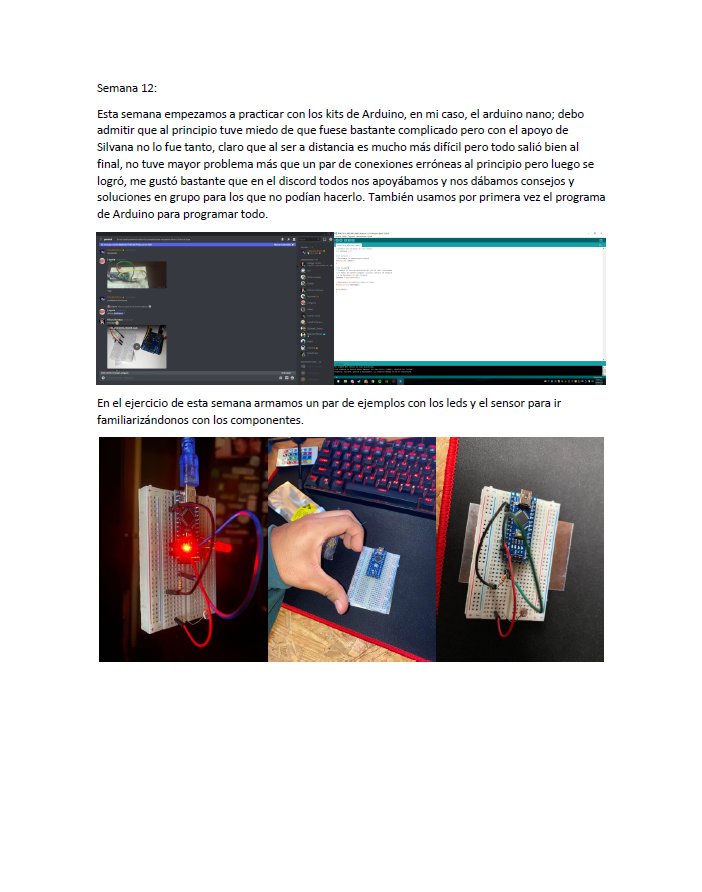 Semana 12:
Esta semana empezamos a practicar con los kits de Arduino, en mi caso, el arduino nano; debo
admitir que al principio tuve miedo de que fuese bastante complicado pero con el apoyo de
Silvana no lo fue tanto, claro que al ser a distancia es mucho más difícil pero todo salió bien al
final, no tuve mayor problema más que un par de conexiones erróneas al principio pero luego se
logró, me gustó bastante que en el discord todos nos apoyábamos y nos dábamos consejos y
soluciones en grupo para los que no podían hacerlo. También usamos por primera vez el programa
de Arduino para programar todo.
En el ejercicio de esta semana armamos un par de ejemplos con los leds y el sensor para ir
familiarizándonos con los componentes.